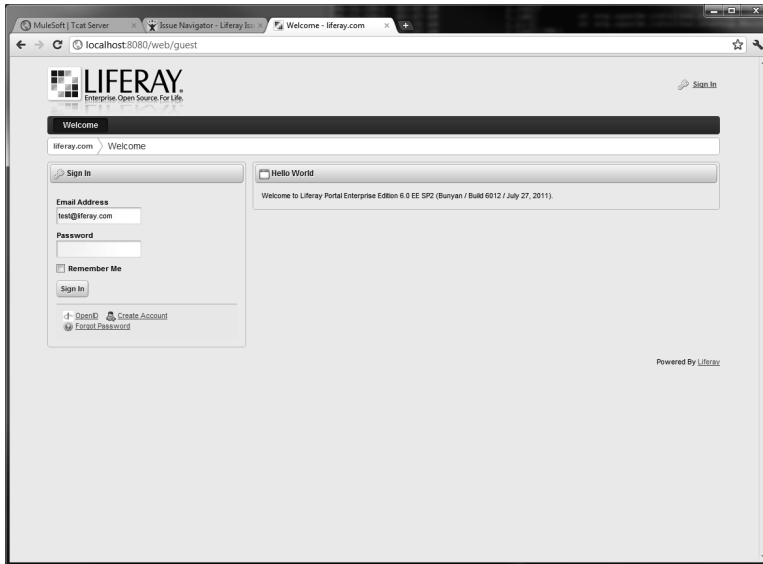 MuleSoft | Tcat Server
Issue Navigator - Liferay Iss
Welcome - liferay.com
localhost:8080/web/guest
LIFERAY.
Enterprise. Open Source. For Life.
Sign In
Welcome
liferay.com
Welcome
Sign In
Email Address
test@liferay.com
Password
Remember Me
Sign In
OpenID Create Account
Forgot Password
Hello World
Welcome to Liferay Portal Enterprise Edition 6.0 EE SP2 (Bunyan / Build 6012 / July 27, 2011).
Powered By Liferay